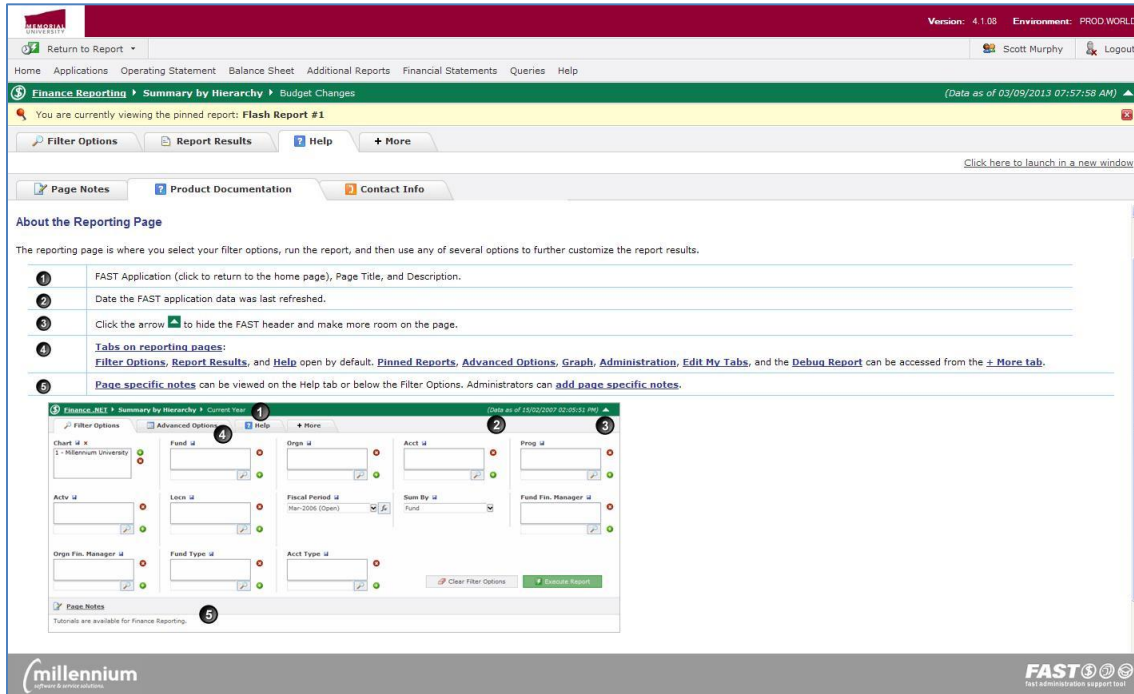 MEMORIAL
UNIVERSITY
Version: 4.1.08 Environment: PROD.WORLD
Return to Report
Scott Murphy Logout
Home Applications Operating Statement Balance Sheet Additional Reports Financial Statements Queries Help
Finance Reporting Summary by Hierarchy Budget Changes (Data as of 03/09/2013 07:57:58 AM)
You are currently viewing the pinned report: Flash Report #1
Filter Options Report Results Help + More
Click here to launch in a new window
Page Notes Product Documentation Contact Info
About the Reporting Page
The reporting page is where you select your filter options, run the report, and then use any of several options to further customize the report results.
1 FAST Application (click to return to the home page), Page Title, and Description.
2 Date the FAST application data was last refreshed.
3 Click the arrow to hide the FAST header and make more room on the page.
4 Tabs on reporting pages:
Filter Options, Report Results, and Help open by default. Pinned Reports, Advanced Options, Graph, Administration, Edit My Tabs, and the Debug Report can be accessed from the + More tab.
5 Page specific notes can be viewed on the Help tab or below the Filter Options. Administrators can add page specific notes.
Finance .NET Summary by Hierarchy Current Year 1 (Data as of 15/02/2007 02:05:51 PM)
Filter Options Advanced Options 4 Help + More 2 3
Chart Fund Orgn Acct Prog
1 - Millennium University
Actv Locn Fiscal Period Sum By Fund Fin. Manager
Mar-2006 (Open) Fund
Orgn Fin. Manager Fund Type Acct Type
Clear Filter Options Execute Report
Page Notes 5
Tutorials are available for Finance Reporting.
millennium
software & service solutions
FAST
fast administration support tool